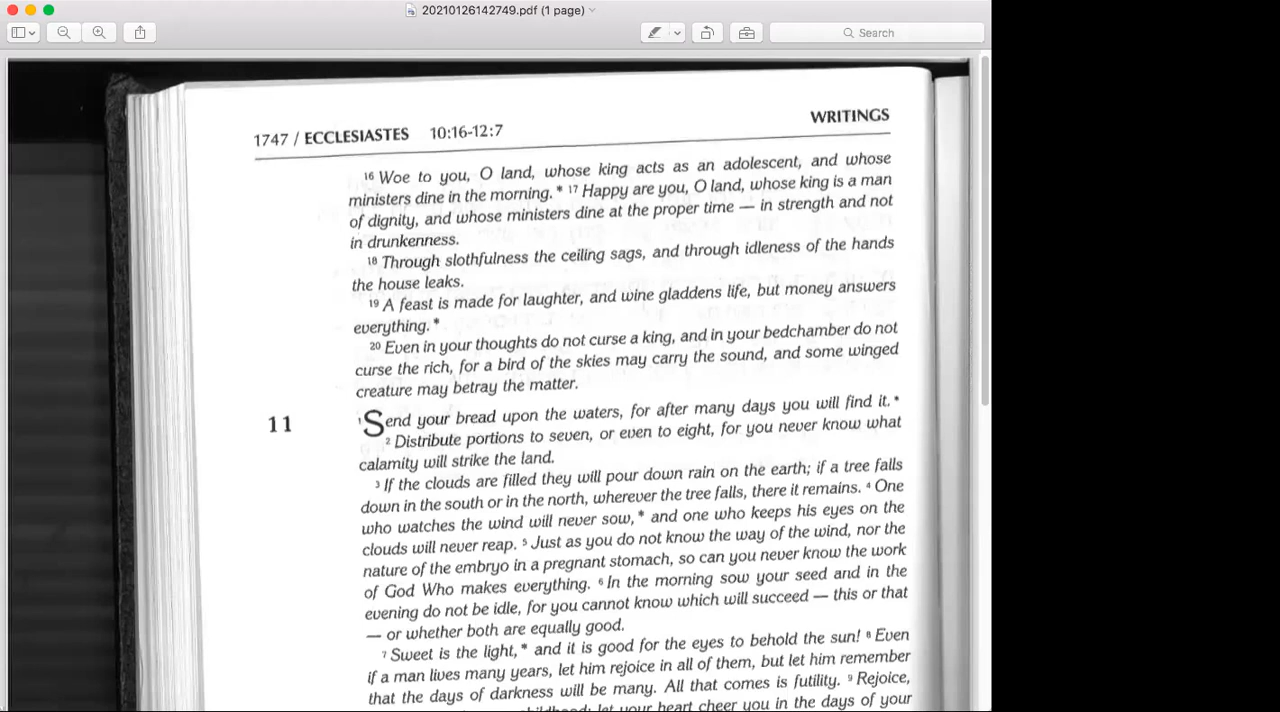 20210126142749.pdf (1 page)
Search
1747 / ECCLESIASTES 10:16-12:7 WRITINGS
16 Woe to you, O land, whose king acts as an adolescent, and whose
ministers dine in the morning. * 17 Happy are you, O land, whose king is a man
of dignity, and whose ministers dine at the proper time — in strength and not
in drunkenness.
18 Through slothfulness the ceiling sags, and through idleness of the hands
the house leaks.
19 A feast is made for laughter, and wine gladdens life, but money answers
everything. *
20 Even in your thoughts do not curse a king, and in your bedchamber do not
curse the rich, for a bird of the skies may carry the sound, and some winged
creature may betray the matter.
11 1 Send your bread upon the waters, for after many days you will find it. *
2 Distribute portions to seven, or even to eight, for you never know what
calamity will strike the land.
3 If the clouds are filled they will pour down rain on the earth; if a tree falls
down in the south or in the north, wherever the tree falls, there it remains. 4 One
who watches the wind will never sow, * and one who keeps his eyes on the
clouds will never reap. 5 Just as you do not know the way of the wind, nor the
nature of the embryo in a pregnant stomach, so can you never know the work
of God Who makes everything. 6 In the morning sow your seed and in the
evening do not be idle, for you cannot know which will succeed — this or that
— or whether both are equally good.
7 Sweet is the light, * and it is good for the eyes to behold the sun! 8 Even
if a man lives many years, let him rejoice in all of them, but let him remember
that the days of darkness will be many. All that comes is futility. 9 Rejoice,
childhood; let your heart cheer you in the days of your